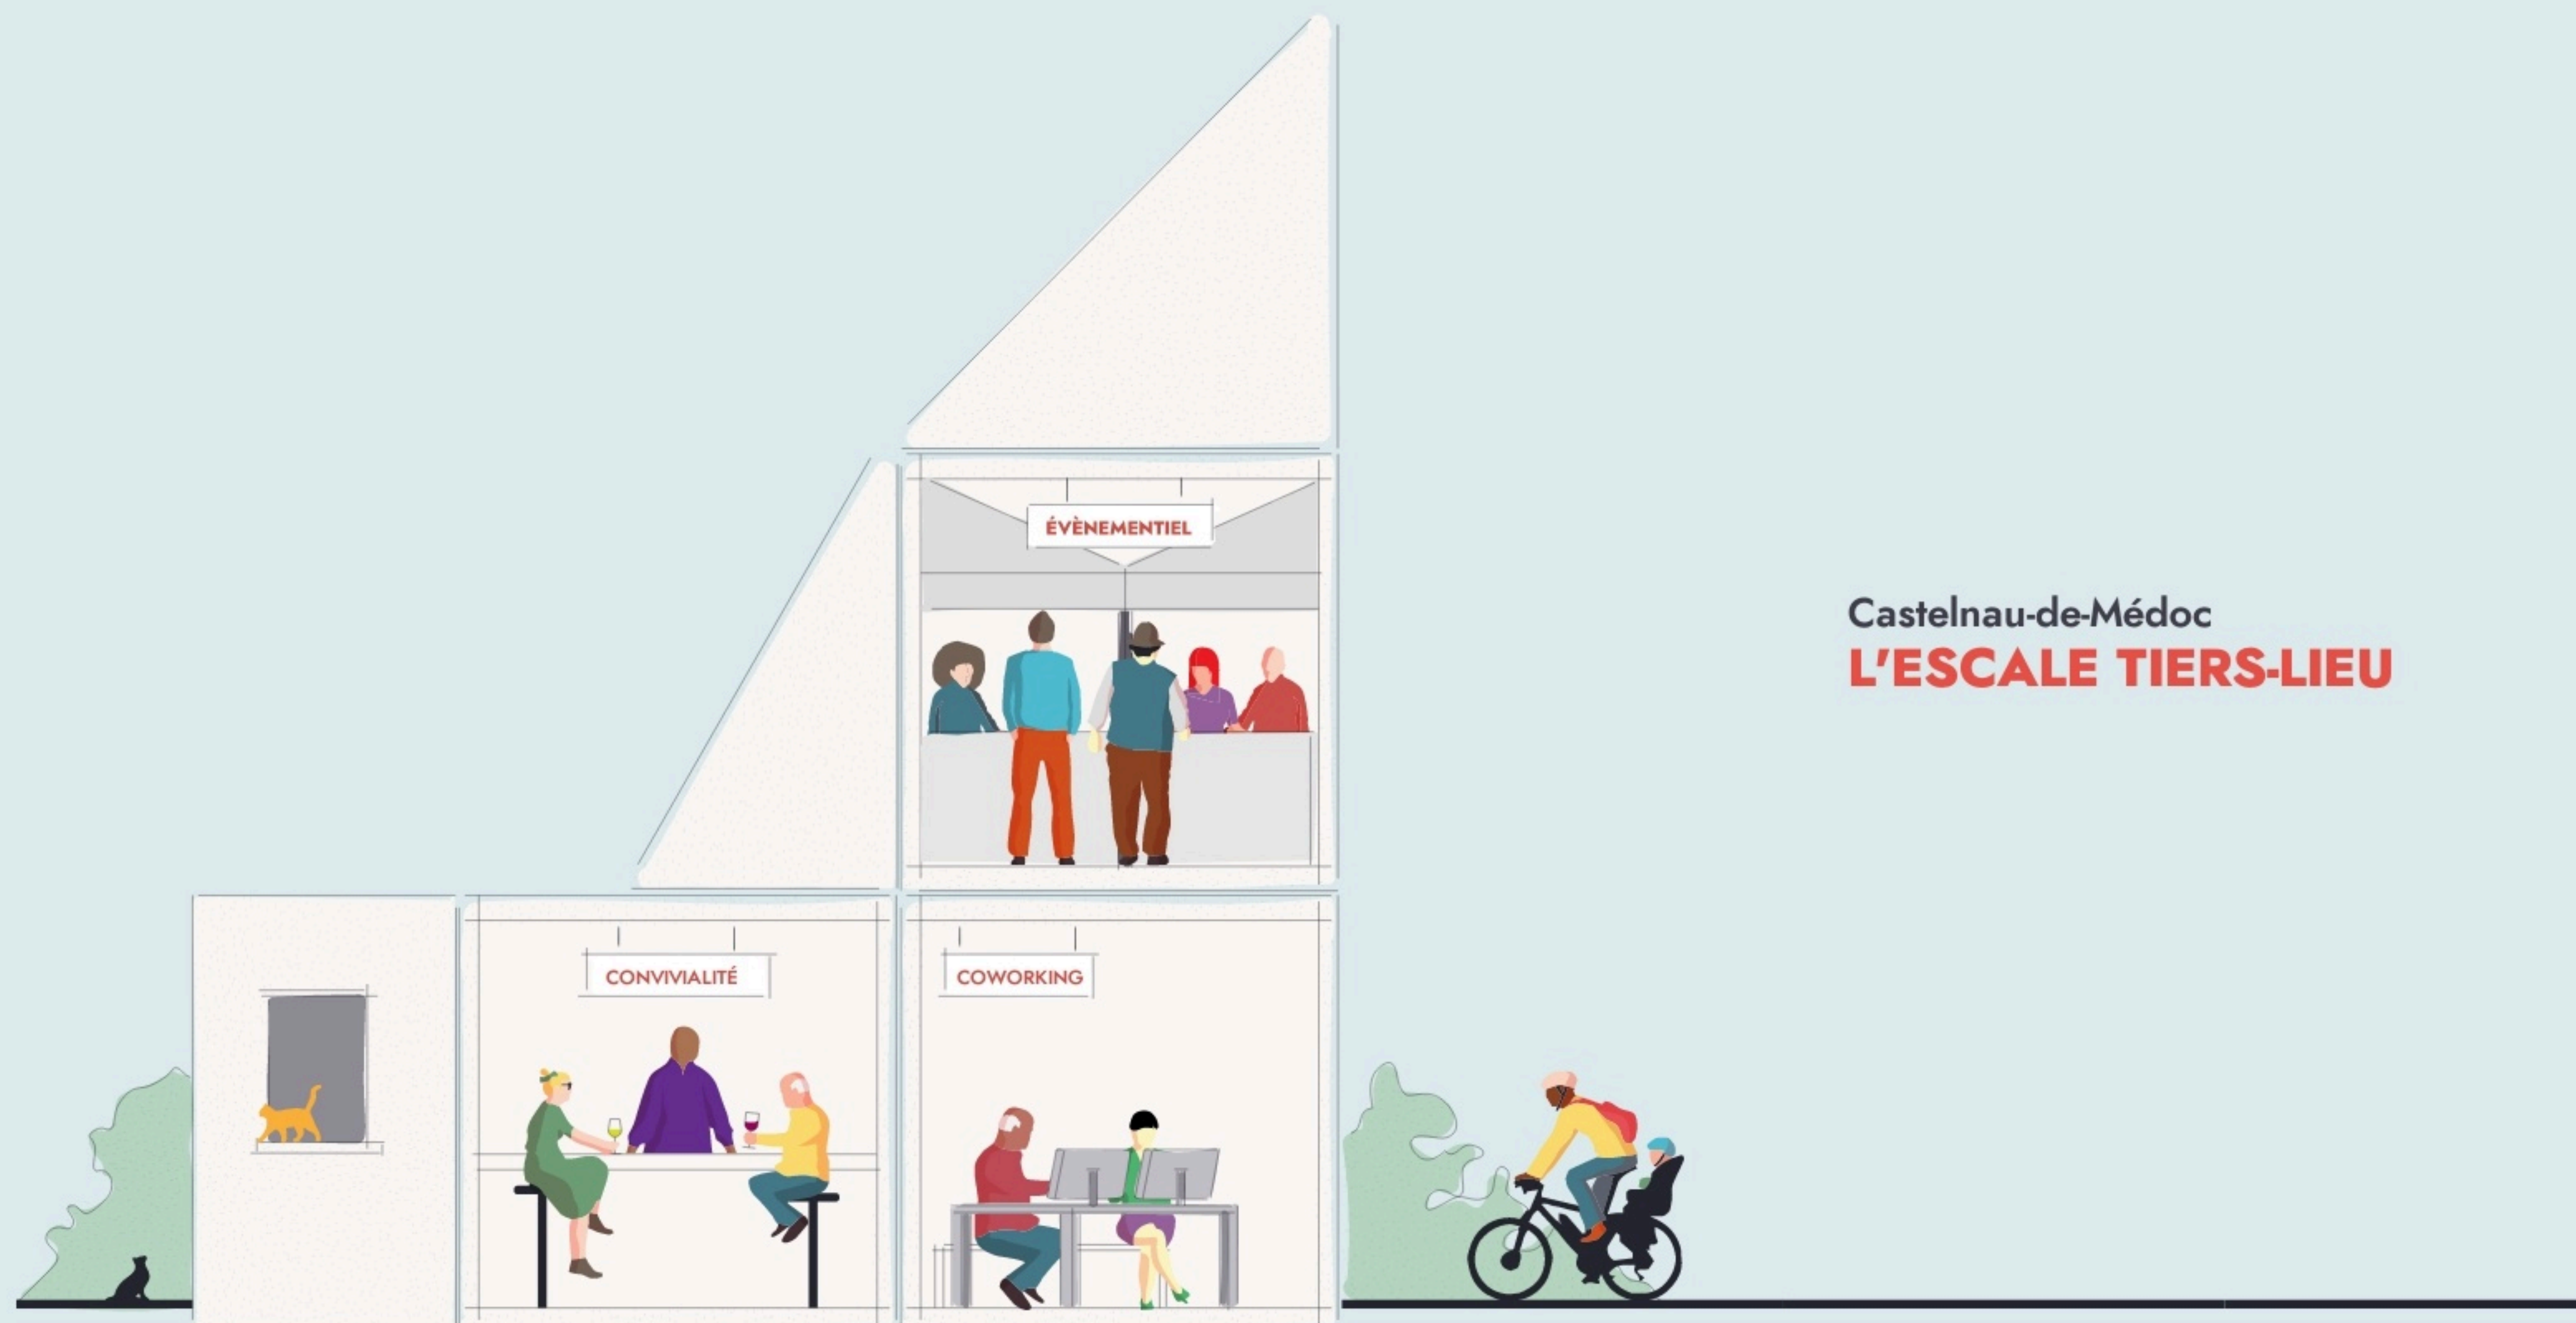 ÉVÈNEMENTIEL
Castelnau-de-Médoc
L'ESCALE TIERS-LIEU
CONVIVIALITÉ
COWORKING